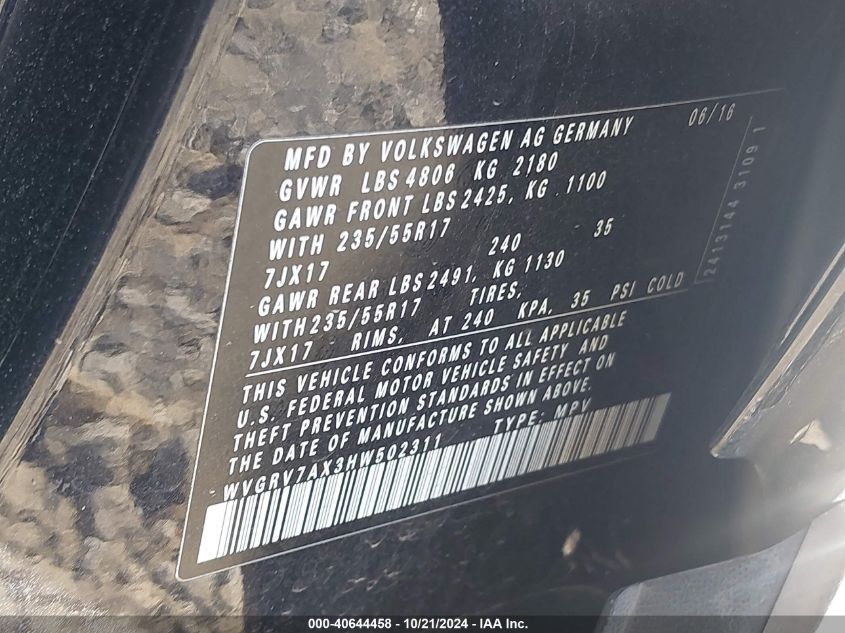 MFD BY VOLKSWAGEN AG GERMANY 06/16
GVWR LBS 4806 KG 2180
GAWR FRONT LBS 2425, KG 1100
WITH 235/55R17
7JX17 240 35
GAWR REAR LBS 2491, KG 1130
WITH 235/55R17 TIRES,
7JX17 RIMS, AT 240 KPA, 35 PSI COLD
THIS VEHICLE CONFORMS TO ALL APPLICABLE
U.S. FEDERAL MOTOR VEHICLE SAFETY AND
THEFT PREVENTION STANDARDS IN EFFECT ON
THE DATE OF MANUFACTURE SHOWN ABOVE.
WVGRV7AX3HW502311 TYPE: MPV
2413144 3109 1
000-40644458 - 10/21/2024 - IAA Inc.